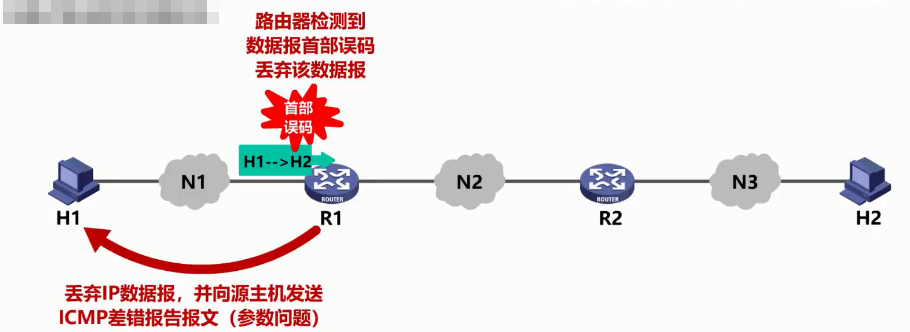 路由器检测到
数据报首部误码
丢弃该数据报
首部
误码
H1-->H2
N1
N2
N3
ROUTER
ROUTER
H1
R1
R2
H2
丢弃IP数据报，并向源主机发送
ICMP差错报告报文（参数问题）